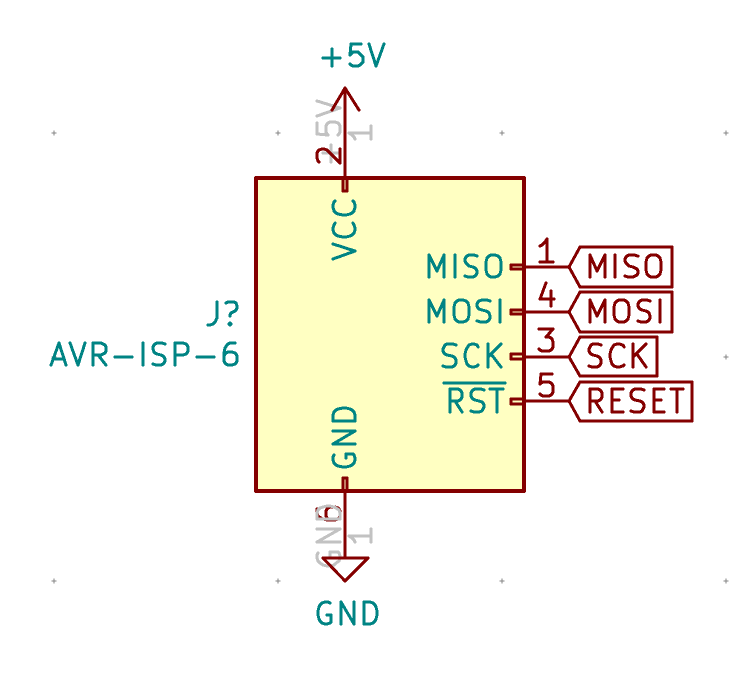 +5V
+5V
1
2
VCC
MISO
1
MISO
MOSI
4
MOSI
J?
AVR-ISP-6
SCK
3
SCK
RST
5
RESET
GND
6
GND
1
GND